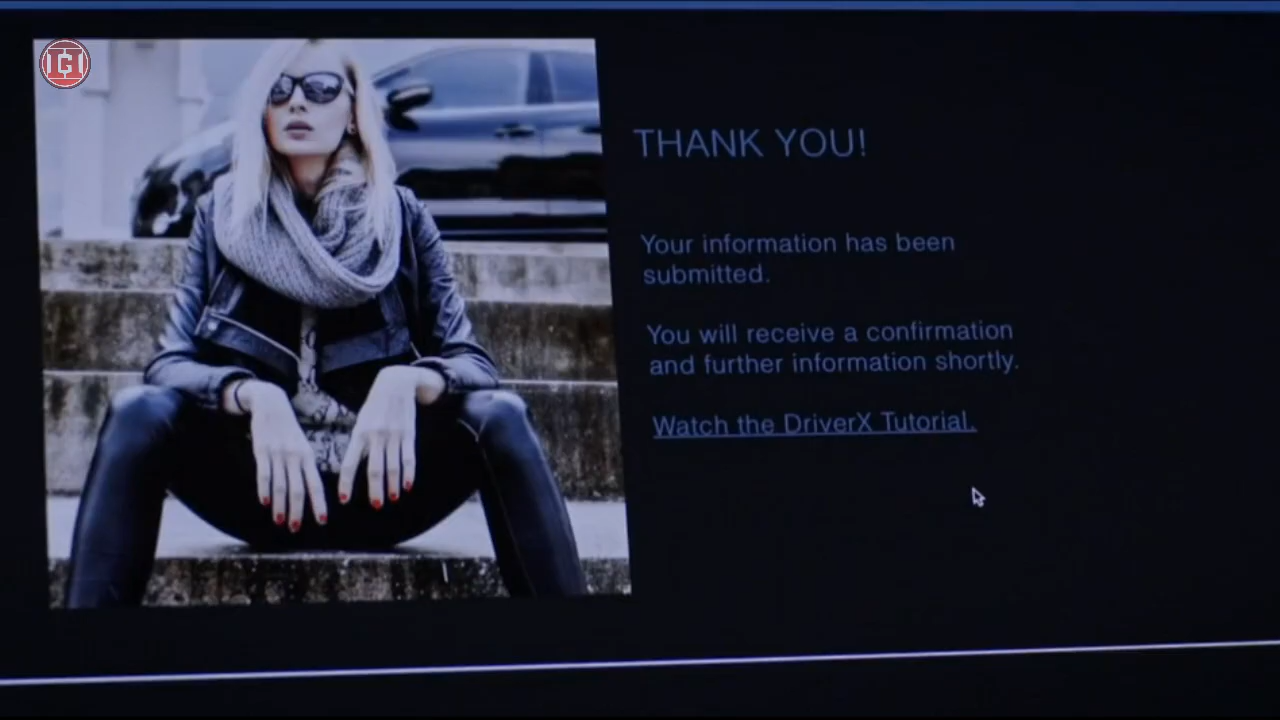 THANK YOU!
Your information has been
submitted.
You will receive a confirmation
and further information shortly.
Watch the DriverX Tutorial.